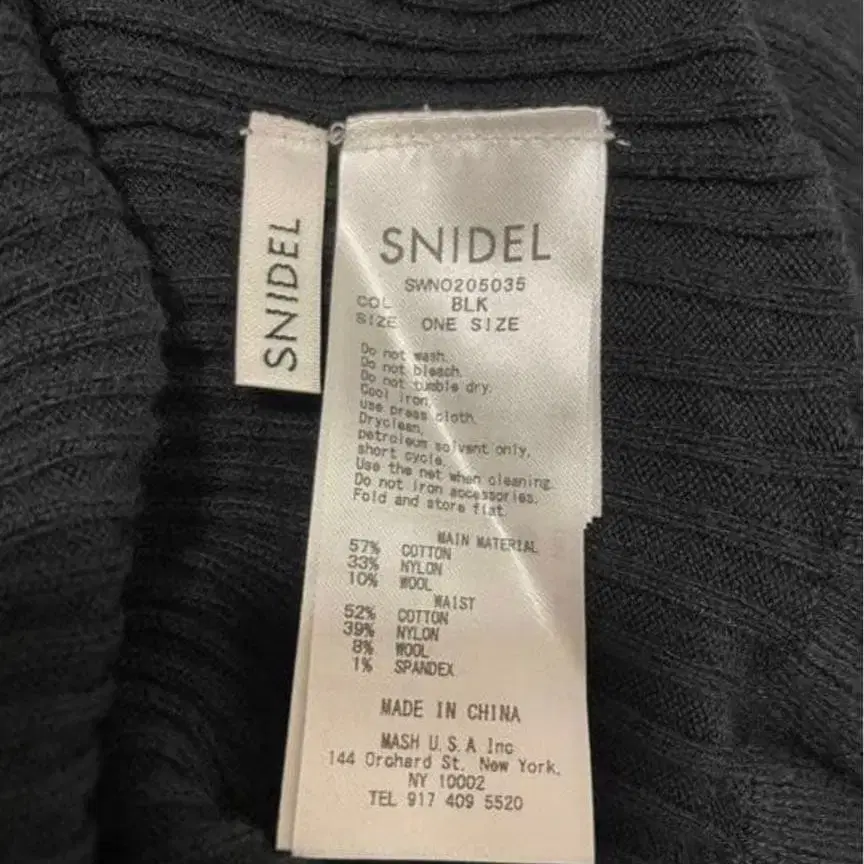 SNIDEL
SNIDEL
SWNO205035
COL BLK
SIZE ONE SIZE
Do not wash.
Do not bleach.
Do not tumble dry.
Cool iron.
use press cloth.
Dryclean.
petroleum solvent only.
short cycle.
Use the net when cleaning.
Do not iron accessories.
Fold and store flat.
MAIN MATERIAL
57% COTTON
33% NYLON
10% WOOL
WAIST
52% COTTON
39% NYLON
8% WOOL
1% SPANDEX
MADE IN CHINA
MASH U.S.A Inc
144 Orchard St. New York,
NY 10002
TEL 917 409 5520